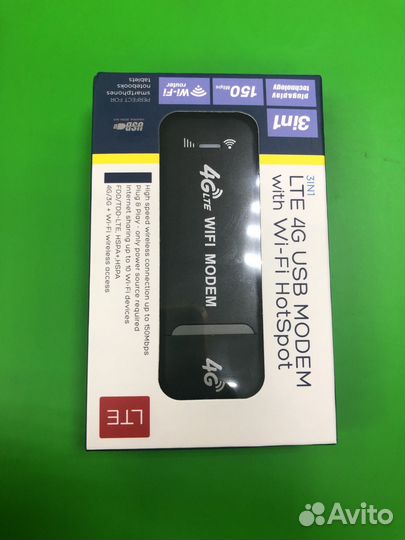 3in1
plug&play
technology
150 Mbps
Wi-Fi
router
PERFECT FOR
smartphones
notebooks
tablets
USB
3IN1
LTE 4G USB MODEM
with Wi-Fi HotSpot
4G LTE WIFI MODEM
4G
High speed wireless connection up to 150Mbps
Plug & Play - only power source required
Internet sharing up to 10 Wi-Fi devices
FDD/TDD-LTE, HSPA+,HSPA
4G/3G + Wi-Fi wireless access
LTE
Avito